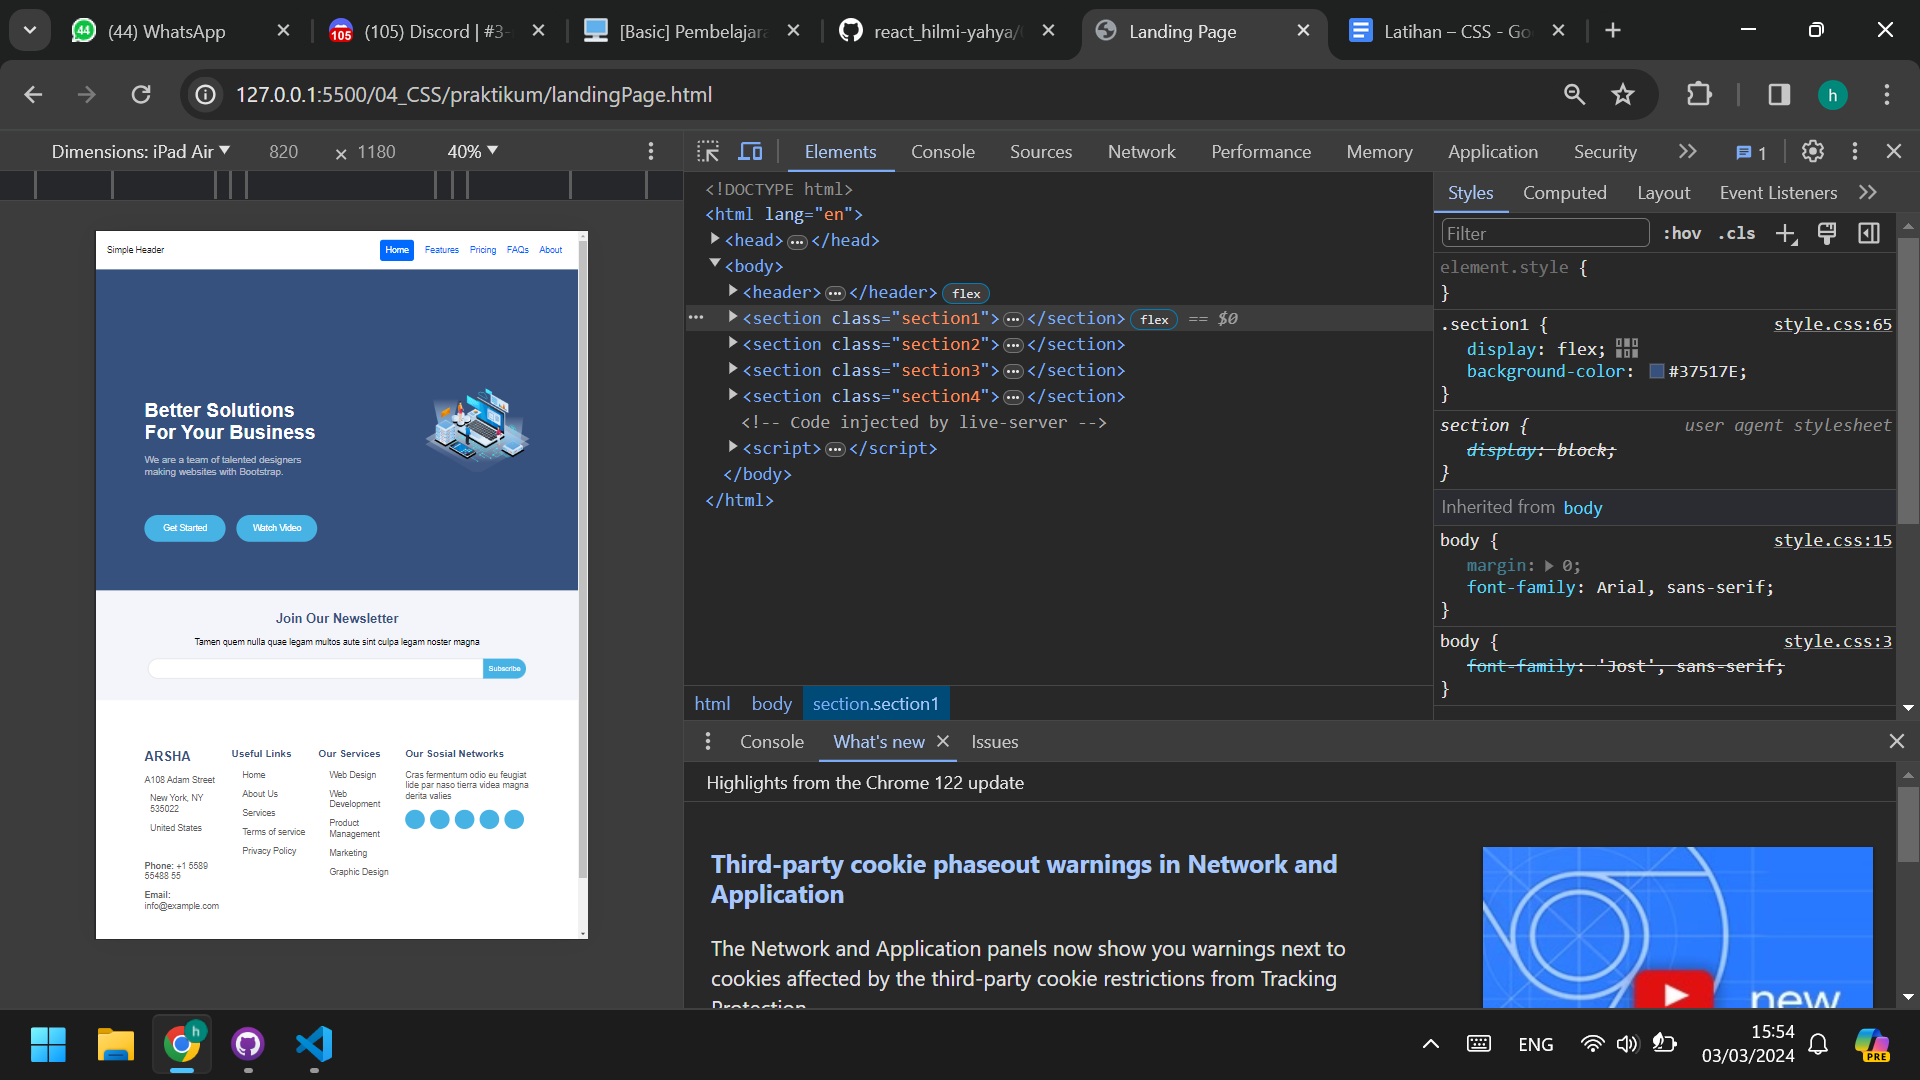 (44) WhatsApp
(105) Discord | #3-
[Basic] Pembelajara
react_hilmi-yahya/
Landing Page
Latihan – CSS - Go
127.0.0.1:5500/04_CSS/praktikum/landingPage.html
h
Dimensions: iPad Air 820 × 1180 40%
Elements Console Sources Network Performance Memory Application Security 1
Simple Header
Home Features Pricing FAQs About
Better Solutions
For Your Business
We are a team of talented designers
making websites with Bootstrap.
Get Started Watch Video
Join Our Newsletter
Tamen quem nulla quae legam multos aute sint culpa legam noster magna
Subscribe
ARSHA
A108 Adam Street
New York, NY
535022
United States
Phone: +1 5589
55488 55
Email:
info@example.com
Useful Links
Home
About Us
Services
Terms of service
Privacy Policy
Our Services
Web Design
Web
Development
Product
Management
Marketing
Graphic Design
Our Sosial Networks
Cras fermentum odio eu feugiat
lide par naso tierra videa magna
derita valies
<!DOCTYPE html>
<html lang="en">
<head> ••• </head>
<body>
<header> ••• </header> flex
••• <section class="section1"> ••• </section> flex == $0
<section class="section2"> ••• </section>
<section class="section3"> ••• </section>
<section class="section4"> ••• </section>
<!-- Code injected by live-server -->
<script> ••• </script>
</body>
</html>
html body section.section1
Styles Computed Layout Event Listeners
Filter :hov .cls
element.style {
}
.section1 { style.css:65
display: flex;
background-color: #37517E;
}
section { user agent stylesheet
display: block;
}
Inherited from body
body { style.css:15
margin: 0;
font-family: Arial, sans-serif;
}
body { style.css:3
font-family: 'Jost', sans-serif;
}
Console What's new Issues
Highlights from the Chrome 122 update
Third-party cookie phaseout warnings in Network and
Application
The Network and Application panels now show you warnings next to
cookies affected by the third-party cookie restrictions from Tracking
Protection.
new
h
ENG
15:54
03/03/2024
PRE